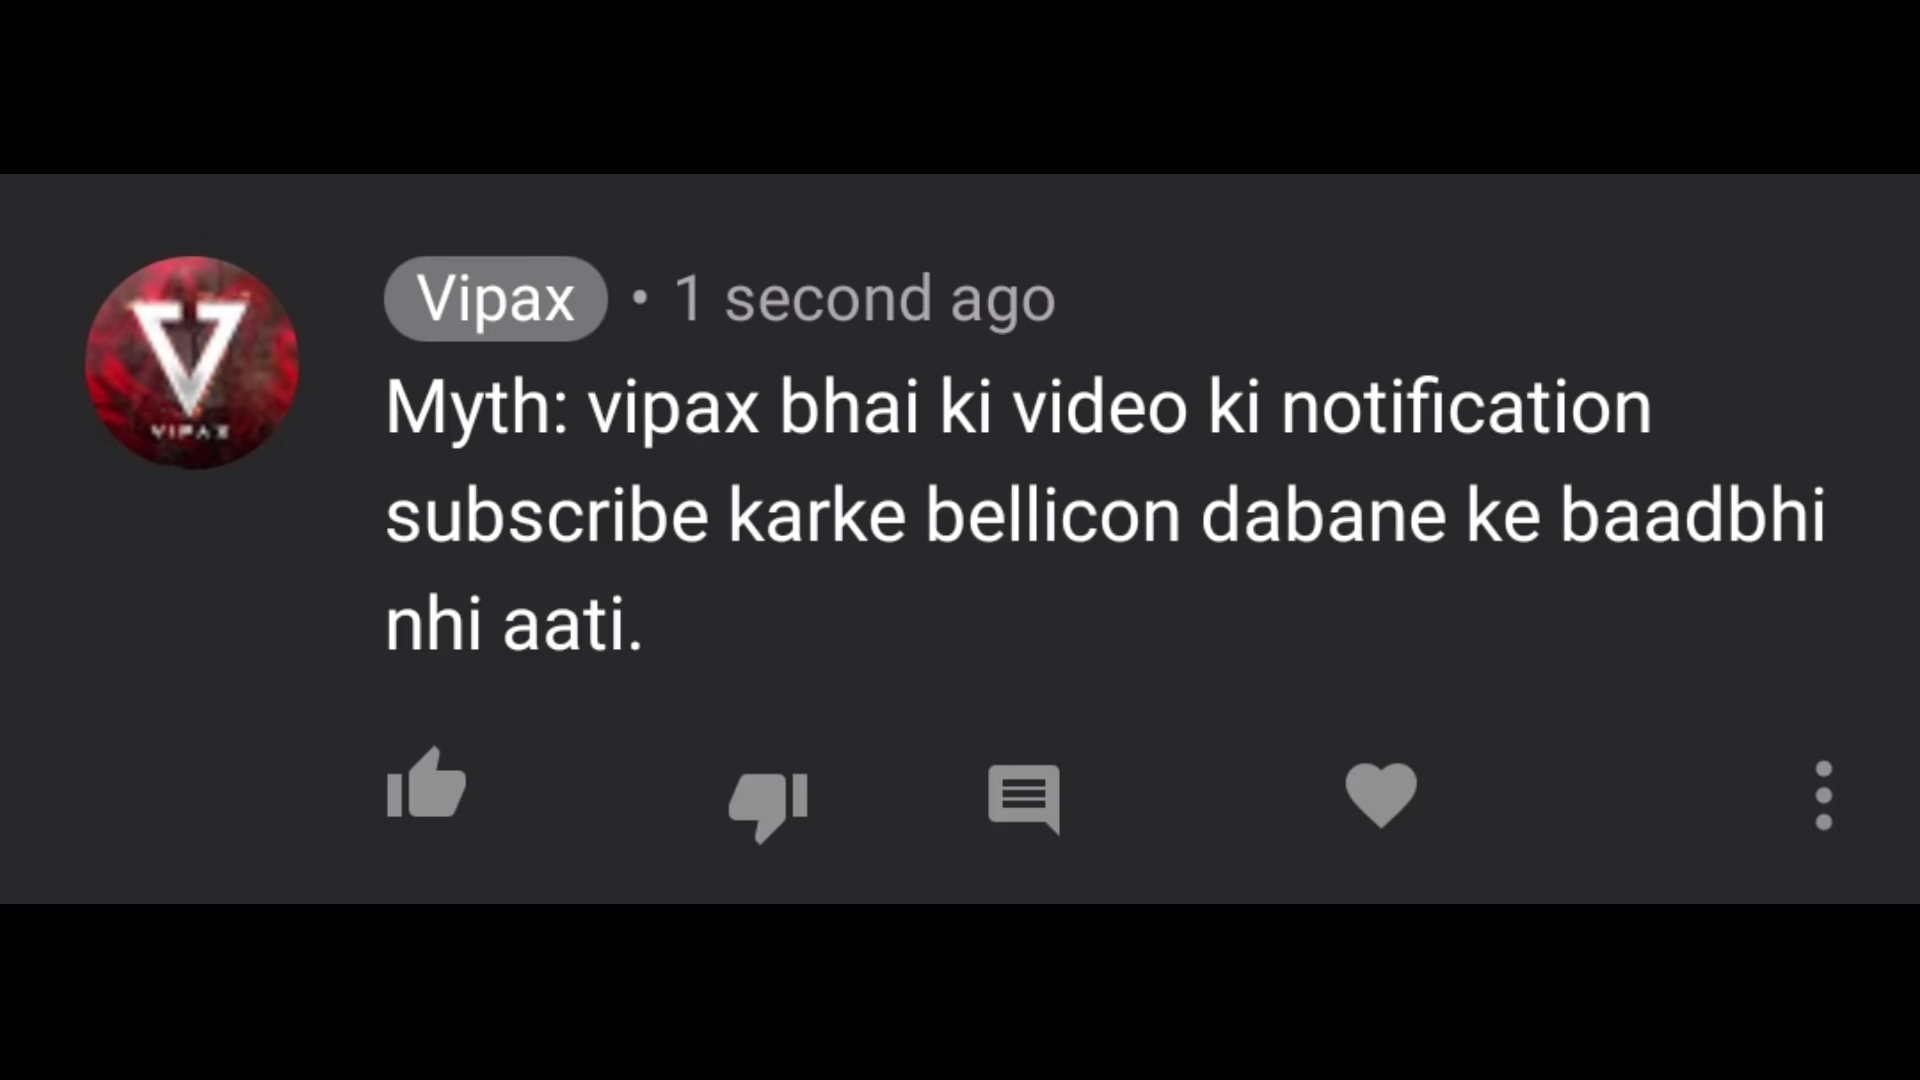 VIPAX
Vipax • 1 second ago
Myth: vipax bhai ki video ki notification
subscribe karke bellicon dabane ke baadbhi
nhi aati.